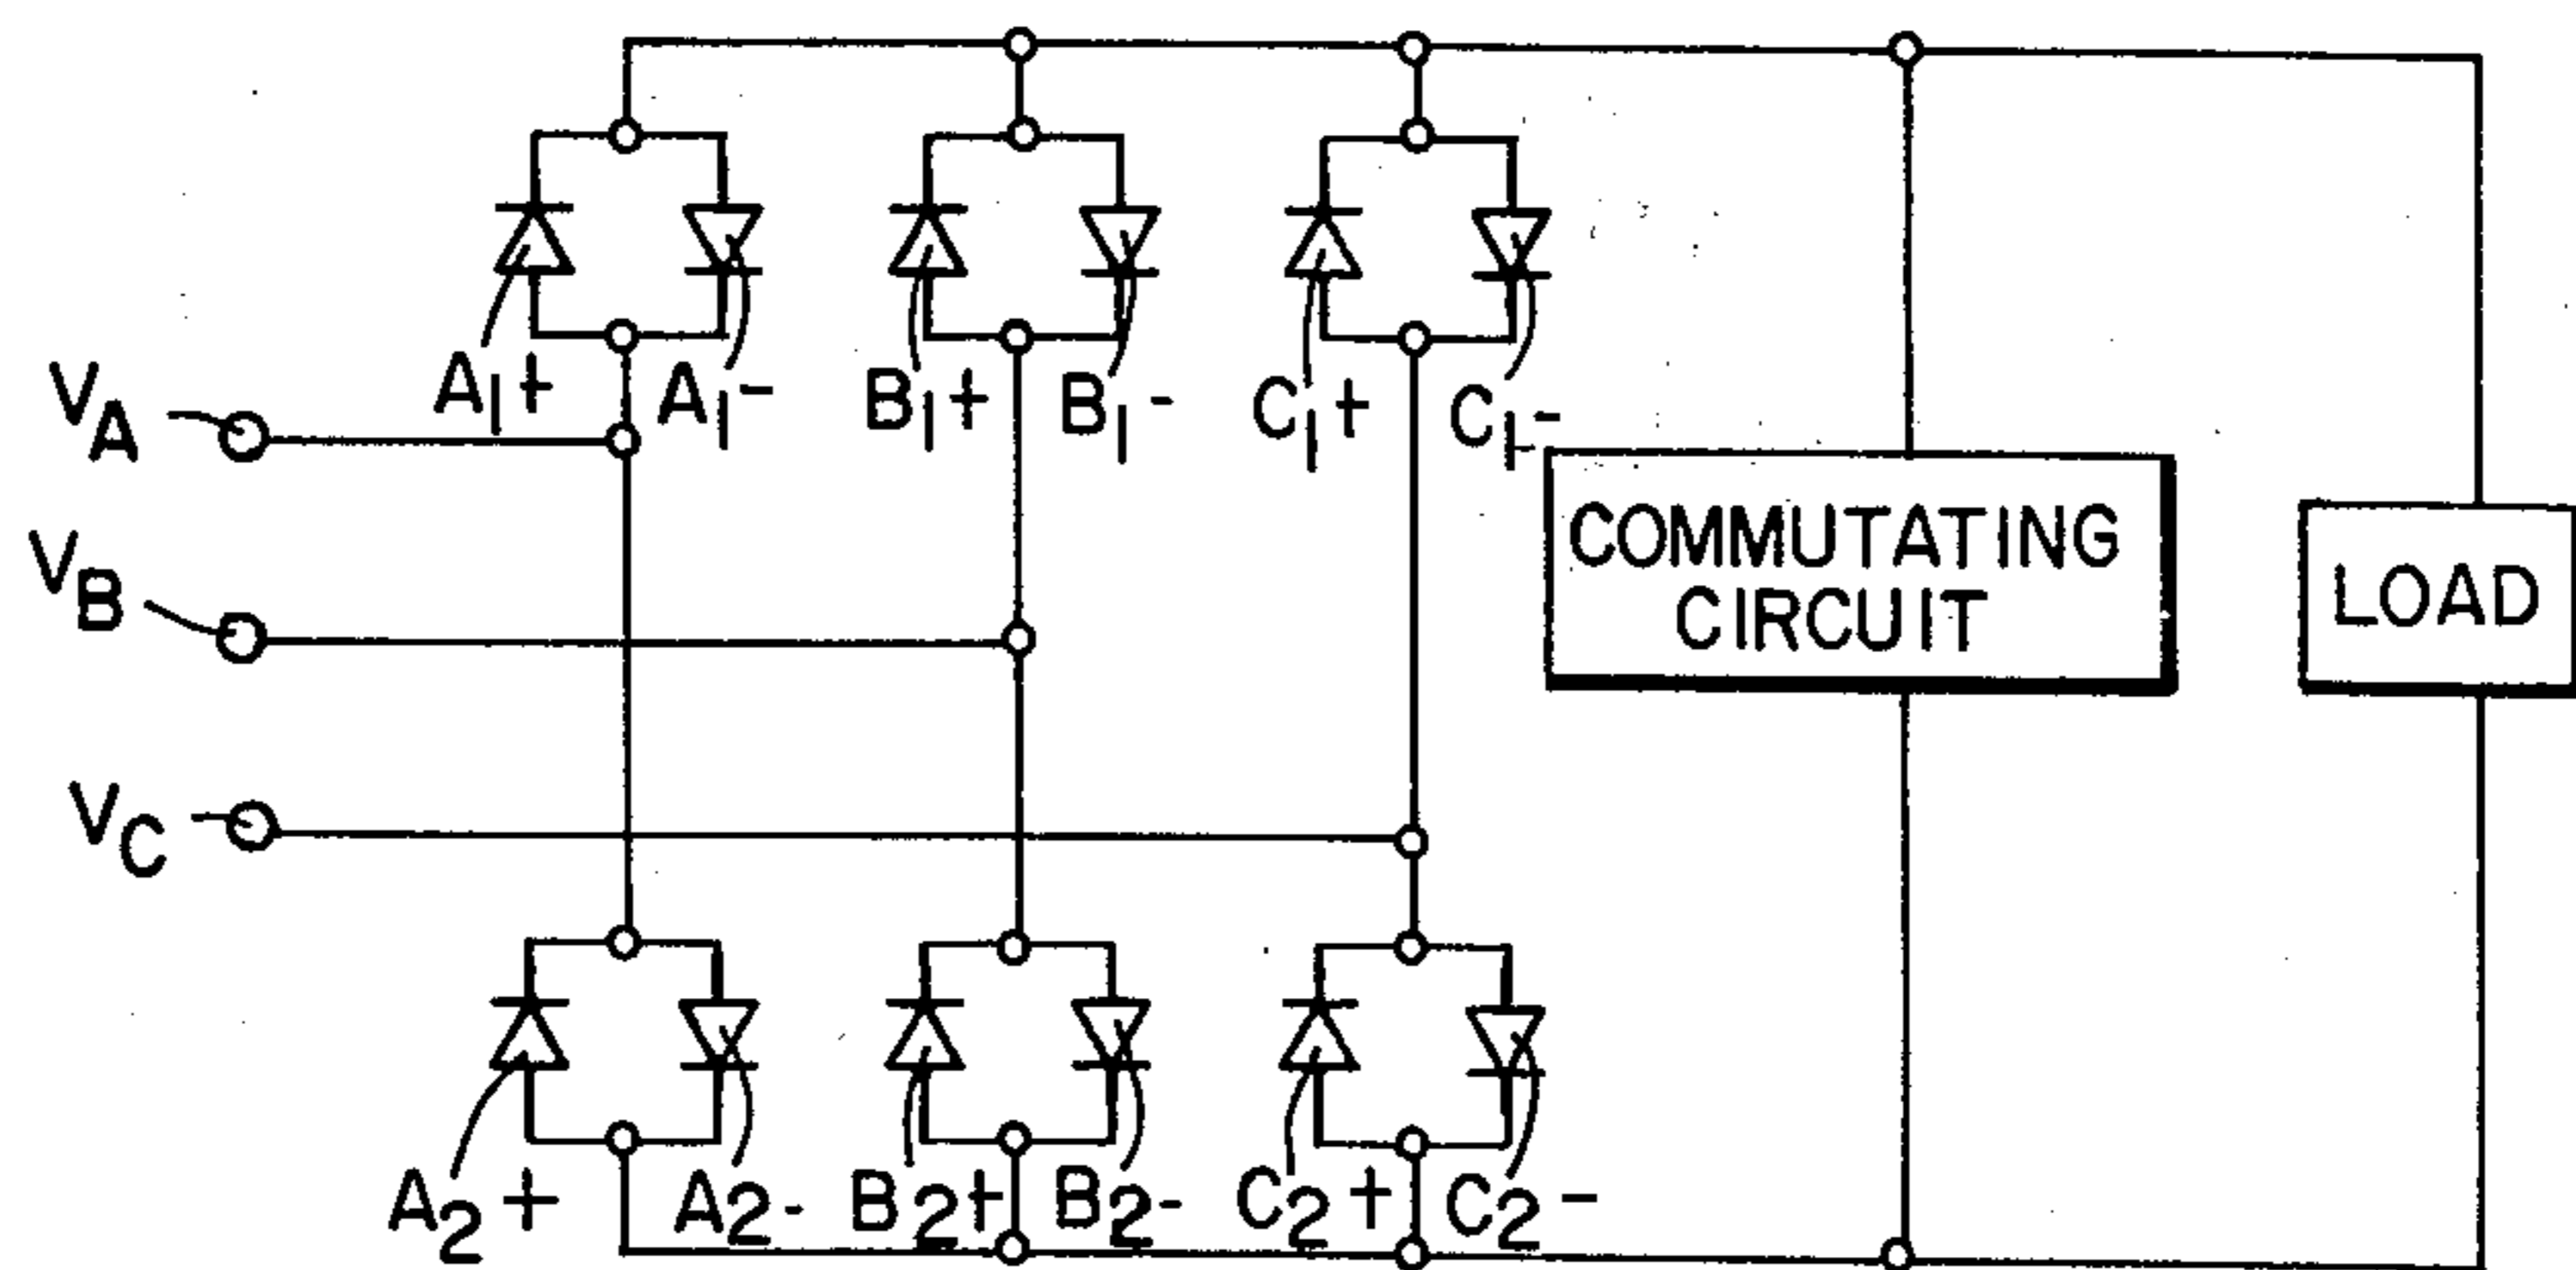 A1+ A1- B1+ B1- C1+ C1-
VA
VB
COMMUTATING
CIRCUIT
LOAD
VC
A2+ A2- B2+ B2- C2+ C2-